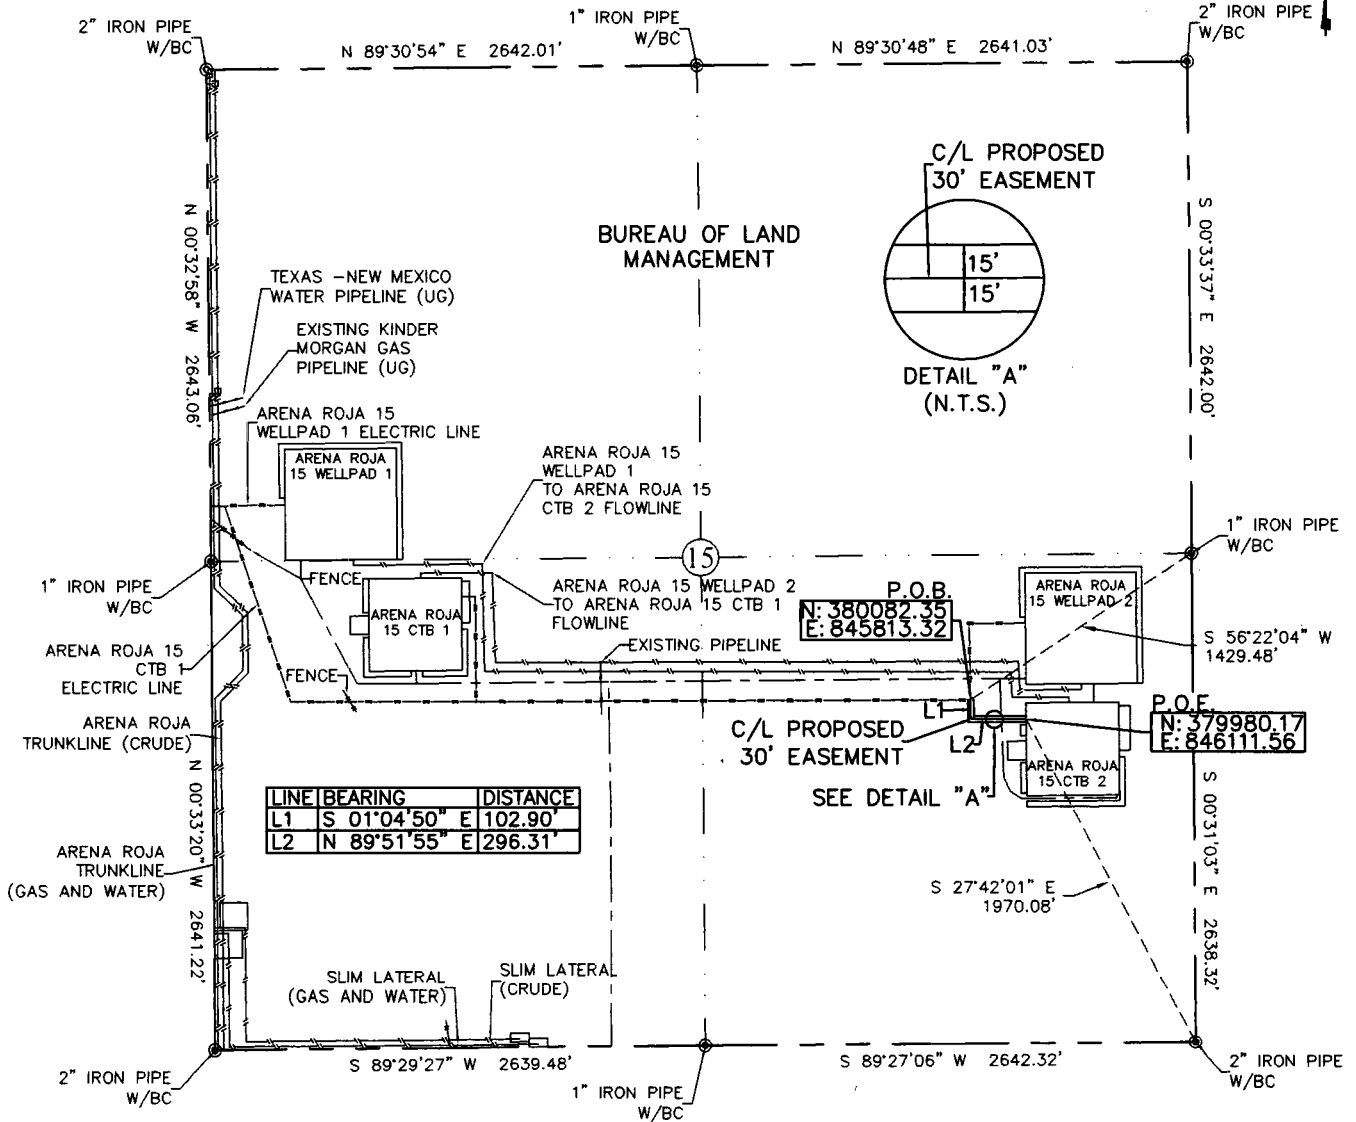 2" IRON PIPE
W/BC
N 89°30'54" E 2642.01'
1" IRON PIPE
W/BC
N 89°30'48" E 2641.03'
2" IRON PIPE
W/BC
C/L PROPOSED
30' EASEMENT
15'
15'
DETAIL "A"
(N.T.S.)
BUREAU OF LAND
MANAGEMENT
N 00°32'58" W 2643.06'
S 00°33'37" E 2642.00'
TEXAS -NEW MEXICO
WATER PIPELINE (UG)
EXISTING KINDER
MORGAN GAS
PIPELINE (UG)
ARENA ROJA 15
WELLPAD 1 ELECTRIC LINE
ARENA ROJA
15 WELLPAD 1
ARENA ROJA 15
WELLPAD 1
TO ARENA ROJA 15
CTB 2 FLOWLINE
15
1" IRON PIPE
W/BC
1" IRON PIPE
W/BC
FENCE
ARENA ROJA
15 CTB 1
ARENA ROJA 15 WELLPAD 2
TO ARENA ROJA 15 CTB 1
FLOWLINE
P.O.B.
N: 380082.35
E: 845813.32
ARENA ROJA
15 WELLPAD 2
S 56°22'04" W
1429.48'
EXISTING PIPELINE
ARENA ROJA 15
CTB 1
ELECTRIC LINE
FENCE
ARENA ROJA
TRUNKLINE (CRUDE)
L1
L2
C/L PROPOSED
30' EASEMENT
SEE DETAIL "A"
P.O.E.
N: 379980.17
E: 846111.56
ARENA ROJA
15 CTB 2
LINE BEARING DISTANCE
L1 S 01°04'50" E 102.90'
L2 N 89°51'55" E 296.31'
N 00°33'20" W 2641.22'
S 00°31'03" E 2638.32'
ARENA ROJA
TRUNKLINE
(GAS AND WATER)
S 27°42'01" E
1970.08'
SLIM LATERAL
(GAS AND WATER)
SLIM LATERAL
(CRUDE)
2" IRON PIPE
W/BC
S 89°29'27" W 2639.48'
1" IRON PIPE
W/BC
S 89°27'06" W 2642.32'
2" IRON PIPE
W/BC